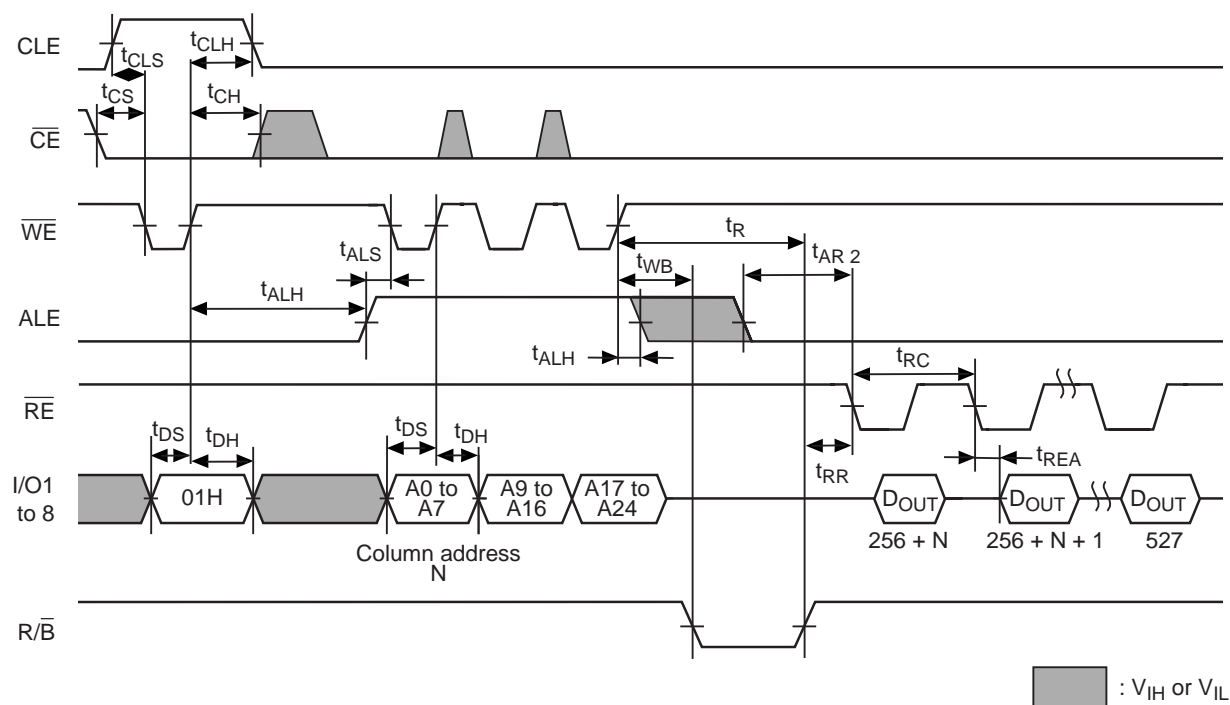 CLE
tCLS
tCLH
tCS
tCH
CE
WE
tR
tALS
tWB
tAR 2
tALH
ALE
tALH
tRC
RE
tDS
tDH
tDS
tDH
tRR
tREA
I/O1
to 8
01H
A0 to
A7
A9 to
A16
A17 to
A24
DOUT
DOUT
DOUT
256 + N
256 + N + 1
527
Column address
N
R/B
: VIH or VIL